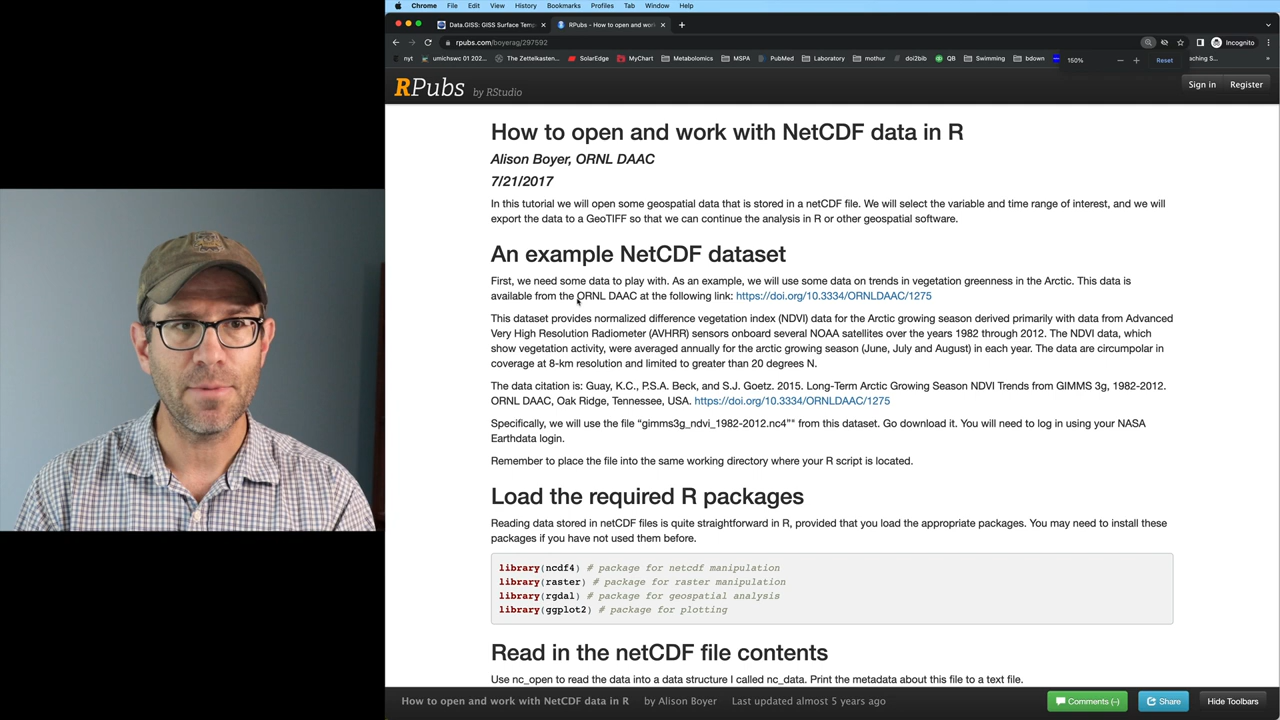 Chrome File Edit View History Bookmarks Profiles Tab Window Help
Data.GISS: GISS Surface Temp
RPubs - How to open and wor
rpubs.com/boyerag/297592
Incognito
nyt umichswc 01 202... The Zettelkasten... SolarEdge MyChart Metabolomics MSPA PubMed Laboratory mothur doi2bib QB Swimming bdown
150% Reset
RPubs by RStudio
Sign in Register
How to open and work with NetCDF data in R
Alison Boyer, ORNL DAAC
7/21/2017
In this tutorial we will open some geospatial data that is stored in a netCDF file. We will select the variable and time range of interest, and we will
export the data to a GeoTIFF so that we can continue the analysis in R or other geospatial software.
An example NetCDF dataset
First, we need some data to play with. As an example, we will use some data on trends in vegetation greenness in the Arctic. This data is
available from the ORNL DAAC at the following link: https://doi.org/10.3334/ORNLDAAC/1275
This dataset provides normalized difference vegetation index (NDVI) data for the Arctic growing season derived primarily with data from Advanced
Very High Resolution Radiometer (AVHRR) sensors onboard several NOAA satellites over the years 1982 through 2012. The NDVI data, which
show vegetation activity, were averaged annually for the arctic growing season (June, July and August) in each year. The data are circumpolar in
coverage at 8-km resolution and limited to greater than 20 degrees N.
The data citation is: Guay, K.C., P.S.A. Beck, and S.J. Goetz. 2015. Long-Term Arctic Growing Season NDVI Trends from GIMMS 3g, 1982-2012.
ORNL DAAC, Oak Ridge, Tennessee, USA. https://doi.org/10.3334/ORNLDAAC/1275
Specifically, we will use the file “gimms3g_ndvi_1982-2012.nc4”" from this dataset. Go download it. You will need to log in using your NASA
Earthdata login.
Remember to place the file into the same working directory where your R script is located.
Load the required R packages
Reading data stored in netCDF files is quite straightforward in R, provided that you load the appropriate packages. You may need to install these
packages if you have not used them before.
library(ncdf4) # package for netcdf manipulation
library(raster) # package for raster manipulation
library(rgdal) # package for geospatial analysis
library(ggplot2) # package for plotting
Read in the netCDF file contents
Use nc_open to read the data into a data structure I called nc_data. Print the metadata about this file to a text file.
How to open and work with NetCDF data in R by Alison Boyer Last updated almost 5 years ago
Comments (–) Share Hide Toolbars